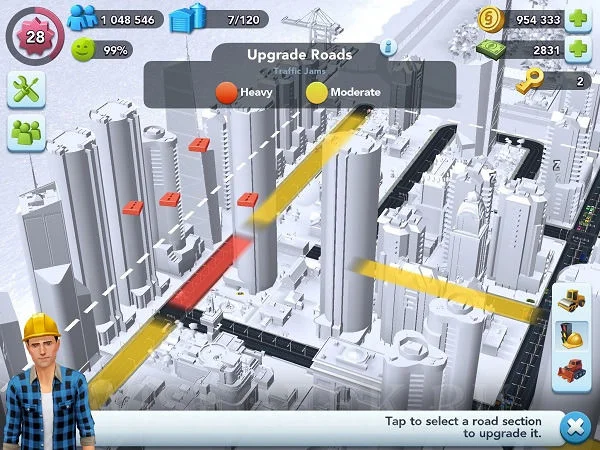 28
1 048 546
7/120
99%
954 333
2831
2
Upgrade Roads
i
Traffic Jams
Heavy
Moderate
Tap to select a road section
to upgrade it.